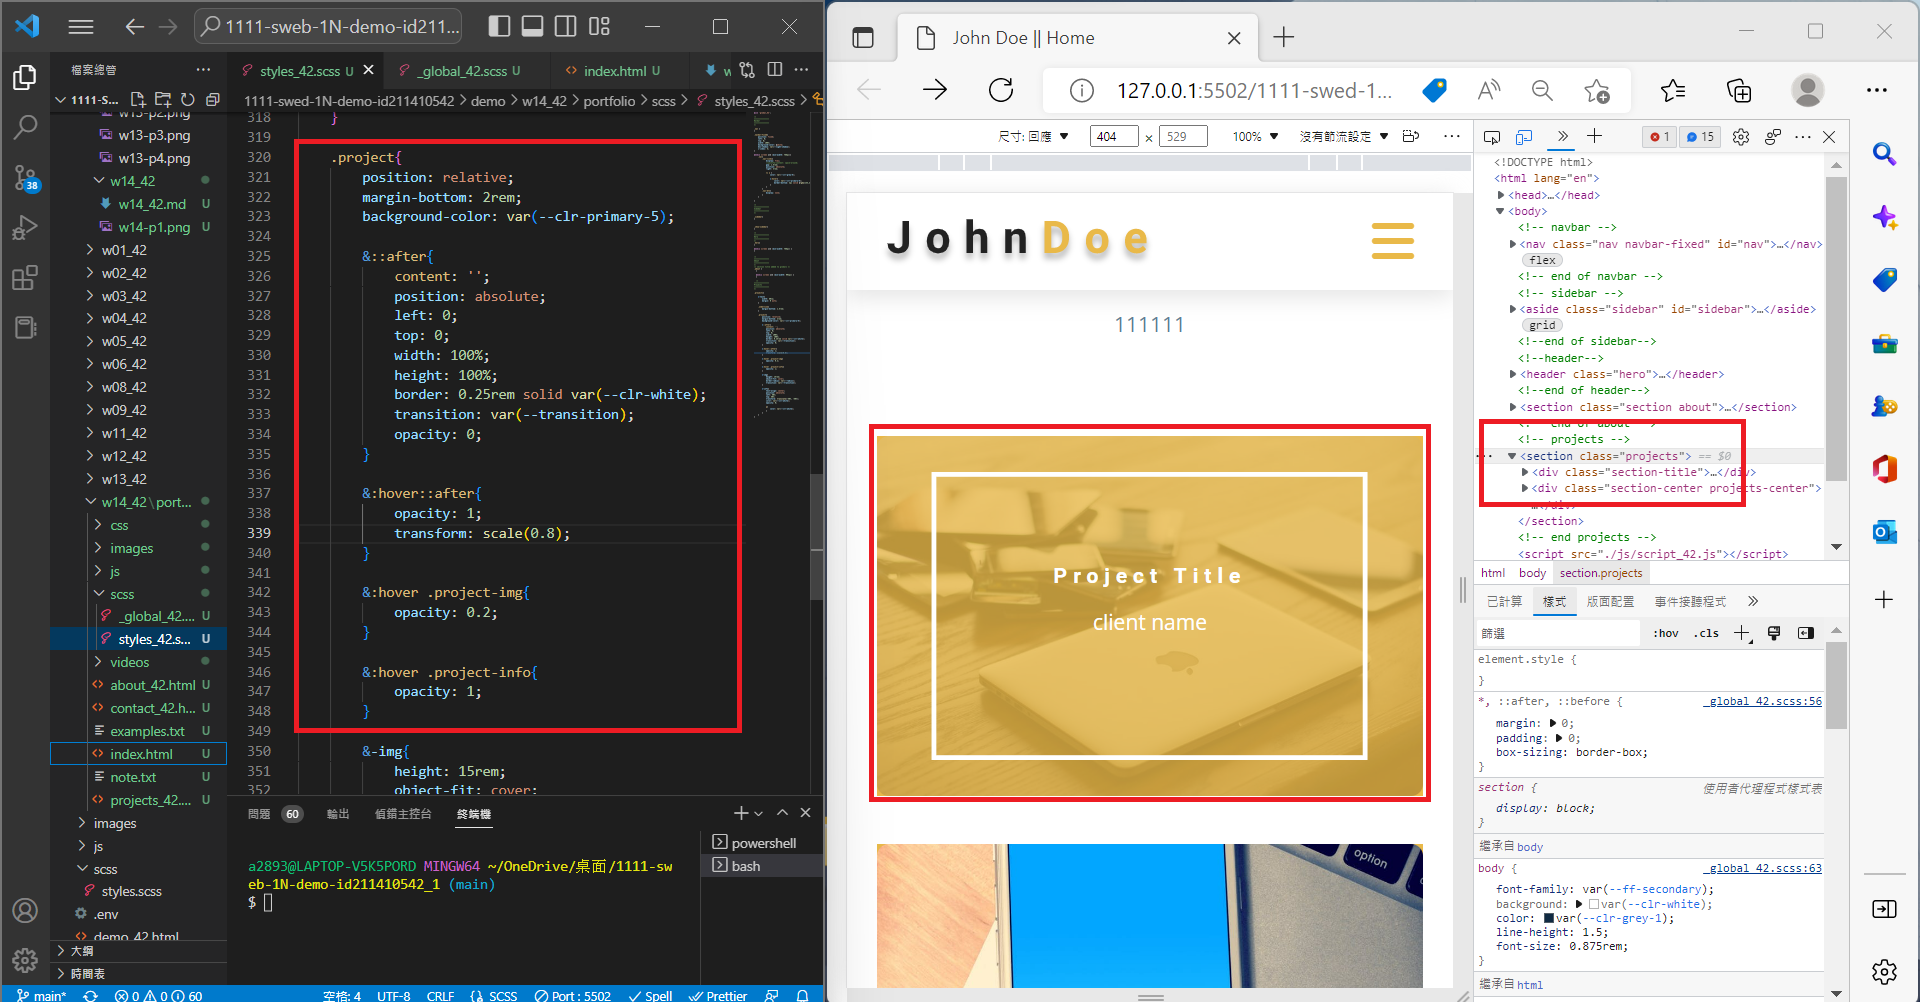 1111-sweb-1N-demo-id211...
檔案總管
styles_42.scss U
_global_42.scss U
index.html U
1111-S...
1111-swed-1N-demo-id211410542 > demo > w14_42 > portfolio > scss > styles_42.scss >
w13-p2.png
w13-p3.png
w13-p4.png
w14_42
w14_42.md U
w14-p1.png U
w01_42
w02_42
w03_42
w04_42
w05_42
w06_42
w08_42
w09_42
w11_42
w12_42
w13_42
w14_42\port...
css
images
js
scss
_global_42.... U
styles_42.s... U
videos
about_42.html U
contact_42.h... U
examples.txt U
index.html U
note.txt U
projects_42.... U
images
js
scss
styles.scss
.env
demo_42.html
大綱
時間表
38
318 }
319
320 .project{
321 position: relative;
322 margin-bottom: 2rem;
323 background-color: var(--clr-primary-5);
324
325 &::after{
326 content: '';
327 position: absolute;
328 left: 0;
329 top: 0;
330 width: 100%;
331 height: 100%;
332 border: 0.25rem solid var(--clr-white);
333 transition: var(--transition);
334 opacity: 0;
335 }
336
337 &:hover::after{
338 opacity: 1;
339 transform: scale(0.8);
340 }
341
342 &:hover .project-img{
343 opacity: 0.2;
344 }
345
346 &:hover .project-info{
347 opacity: 1;
348 }
349
350 &-img{
351 height: 15rem;
object-fit: cover;
問題 60 輸出 偵錯主控台 終端機
a2893@LAPTOP-V5K5PORD MINGW64 ~/OneDrive/桌面/1111-sw
eb-1N-demo-id211410542_1 (main)
$
powershell
bash
main* 0 0 60 空格: 4 UTF-8 CRLF SCSS Port : 5502 Spell Prettier
John Doe || Home
127.0.0.1:5502/1111-swed-1...
尺寸: 回應 404 × 529 100% 沒有節流設定
JohnDoe
111111
Project Title
client name
option
1 15
<!DOCTYPE html>
<html lang="en">
<head>…</head>
<body>
<!-- navbar -->
<nav class="nav navbar-fixed" id="nav">…</nav>
flex
<!-- end of navbar -->
<!-- sidebar -->
<aside class="sidebar" id="sidebar">…</aside>
grid
<!--end of sidebar-->
<!--header-->
<header class="hero">…</header>
<!--end of header-->
<section class="section about">…</section>
<!-- end of about -->
<!-- projects -->
<section class="projects"> == $0
<div class="section-title">…</div>
<div class="section-center projects-center">
…</div>
</section>
<!-- end projects -->
<script src="./js/script_42.js"></script>
html body section.projects
已計算 樣式 版面配置 事件接聽程式
篩選 :hov .cls
element.style {
}
*, ::after, ::before { _global_42.scss:56
margin: 0;
padding: 0;
box-sizing: border-box;
}
section { 使用者代理程式樣式表
display: block;
}
繼承自 body
body { _global_42.scss:63
font-family: var(--ff-secondary);
background: var(--clr-white);
color: var(--clr-grey-1);
line-height: 1.5;
font-size: 0.875rem;
}
繼承自 html